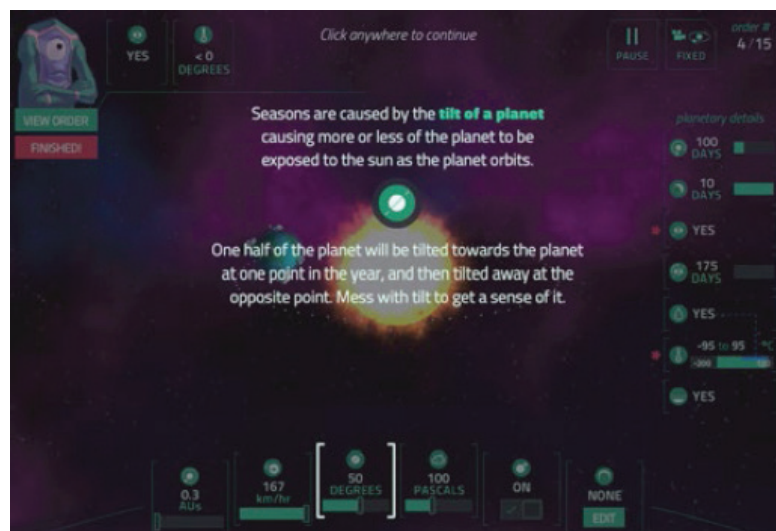 Click anywhere to continue
YES
< 0
DEGREES
PAUSE
FIXED
order #
4/15
VIEW ORDER
FINISHED!
Seasons are caused by the tilt of a planet
causing more or less of the planet to be
exposed to the sun as the planet orbits.
One half of the planet will be tilted towards the planet
at one point in the year, and then tilted away at the
opposite point. Mess with tilt to get a sense of it.
planetary details
100
DAYS
10
DAYS
YES
175
DAYS
YES
-95 to 95 °C
-200
YES
0.3
AUs
167
km/hr
50
DEGREES
100
PASCALS
ON
NONE
EDIT